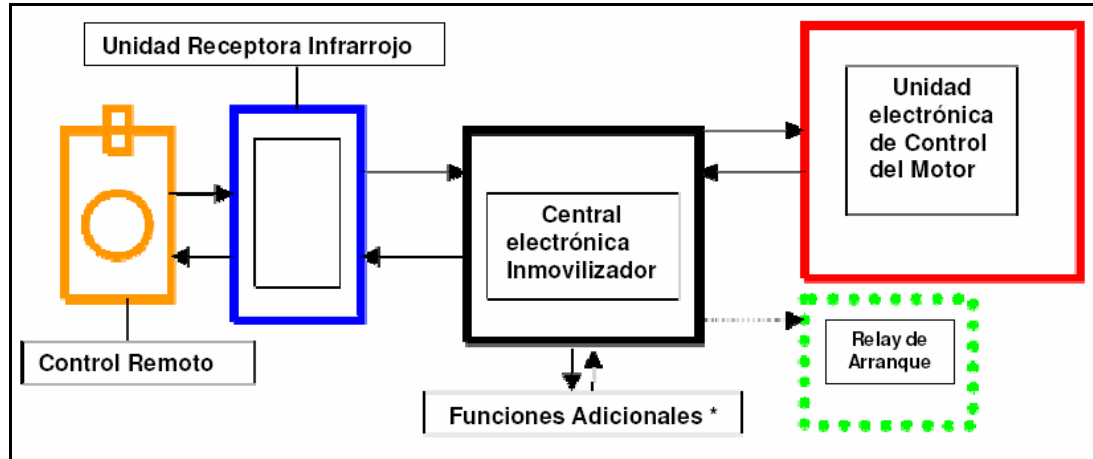 Unidad Receptora Infrarrojo
Unidad
electrónica
de Control
del Motor
Central
electrónica
Inmovilizador
Relay de
Arranque
Control Remoto
Funciones Adicionales *